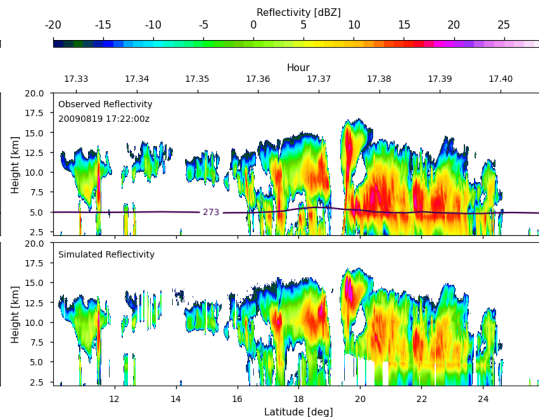 Reflectivity [dBZ]
-20 -15 -10 -5 0 5 10 15 20 25
Hour
17.33 17.34 17.35 17.36 17.37 17.38 17.39 17.40
20.0
Observed Reflectivity
17.5
20090819 17:22:00z
15.0
12.5
Height [km]
10.0
7.5
5.0
273
2.5
20.0
Simulated Reflectivity
17.5
15.0
12.5
Height [km]
10.0
7.5
5.0
2.5
12 14 16 18 20 22 24
Latitude [deg]